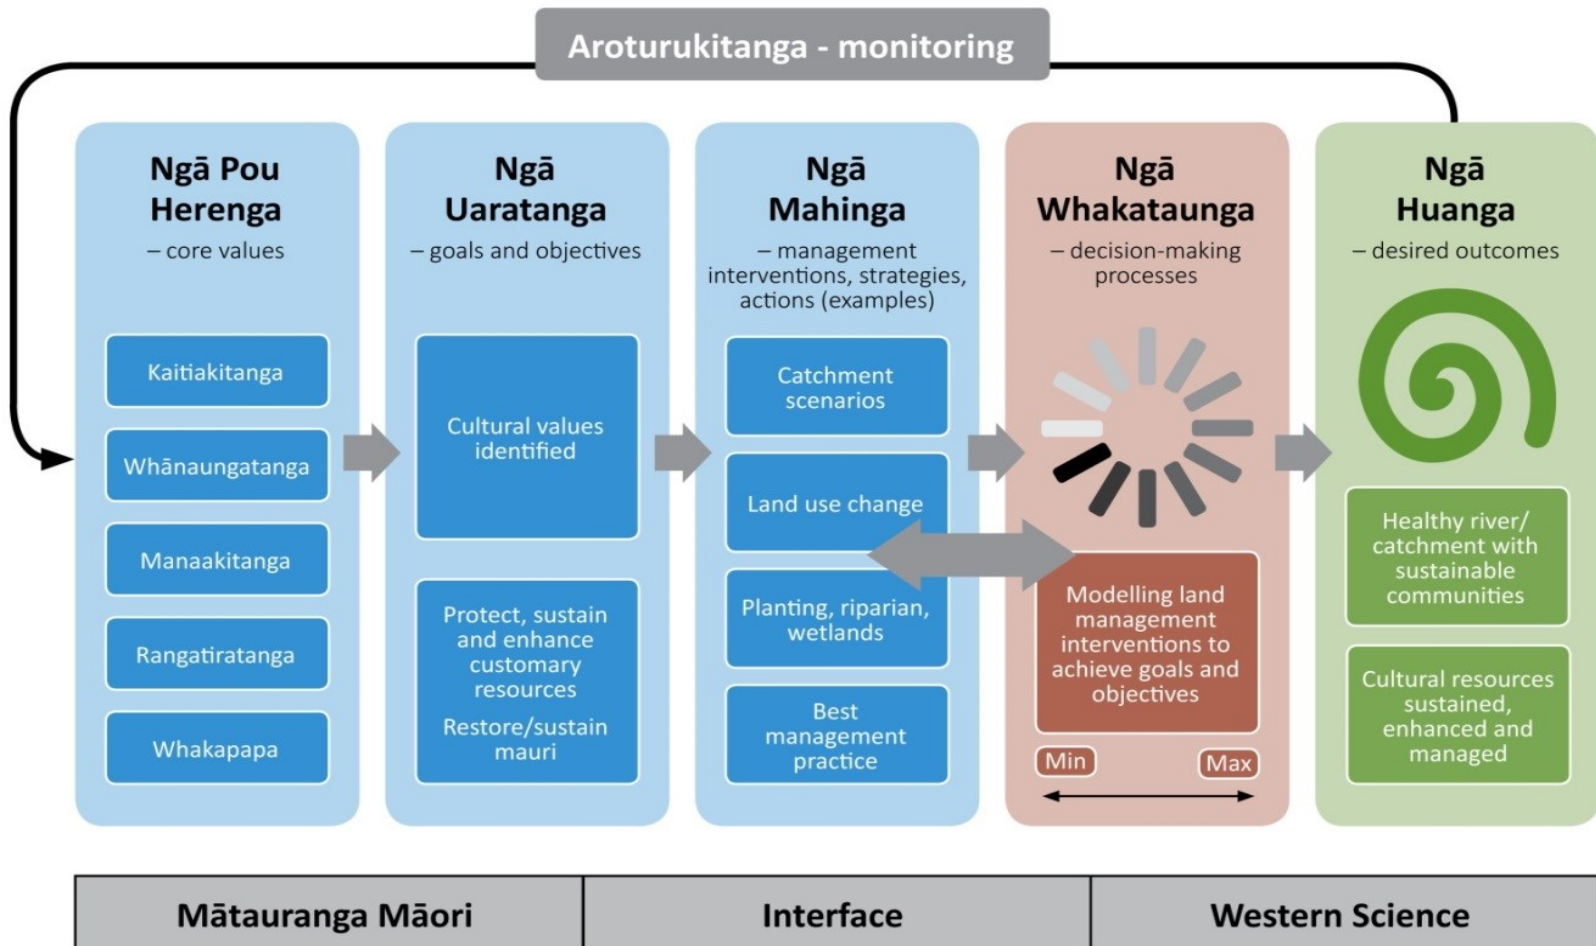 Aroturukitanga - monitoring
Ngā Pou
Herenga
– core values
Kaitiakitanga
Whānaungatanga
Manaakitanga
Rangatiratanga
Whakapapa
Ngā
Uaratanga
– goals and objectives
Cultural values
identified
Protect, sustain
and enhance
customary
resources
Restore/sustain
mauri
Ngā
Mahinga
– management
interventions, strategies,
actions (examples)
Catchment
scenarios
Land use change
Planting, riparian,
wetlands
Best
management
practice
Ngā
Whakataunga
– decision-making
processes
Modelling land
management
interventions to
achieve goals and
objectives
Min
Max
Ngā
Huanga
– desired outcomes
Healthy river/
catchment with
sustainable
communities
Cultural resources
sustained,
enhanced and
managed
Mātauranga Māori
Interface
Western Science